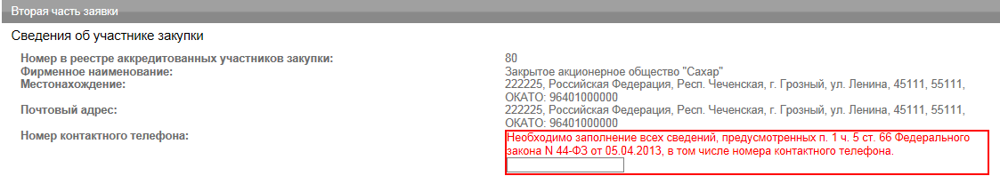 Вторая часть заявки
Сведения об участнике закупки
Номер в реестре аккредитованных участников закупки: 80
Фирменное наименование: Закрытое акционерное общество "Сахар"
Местонахождение: 222225, Российская Федерация, Респ. Чеченская, г. Грозный, ул. Ленина, 45111, 55111,
ОКАТО: 96401000000
Почтовый адрес: 222225, Российская Федерация, Респ. Чеченская, г. Грозный, ул. Ленина, 45111, 55111,
ОКАТО: 96401000000
Номер контактного телефона: Необходимо заполнение всех сведений, предусмотренных п. 1 ч. 5 ст. 66 Федерального
закона N 44-ФЗ от 05.04.2013, в том числе номера контактного телефона.